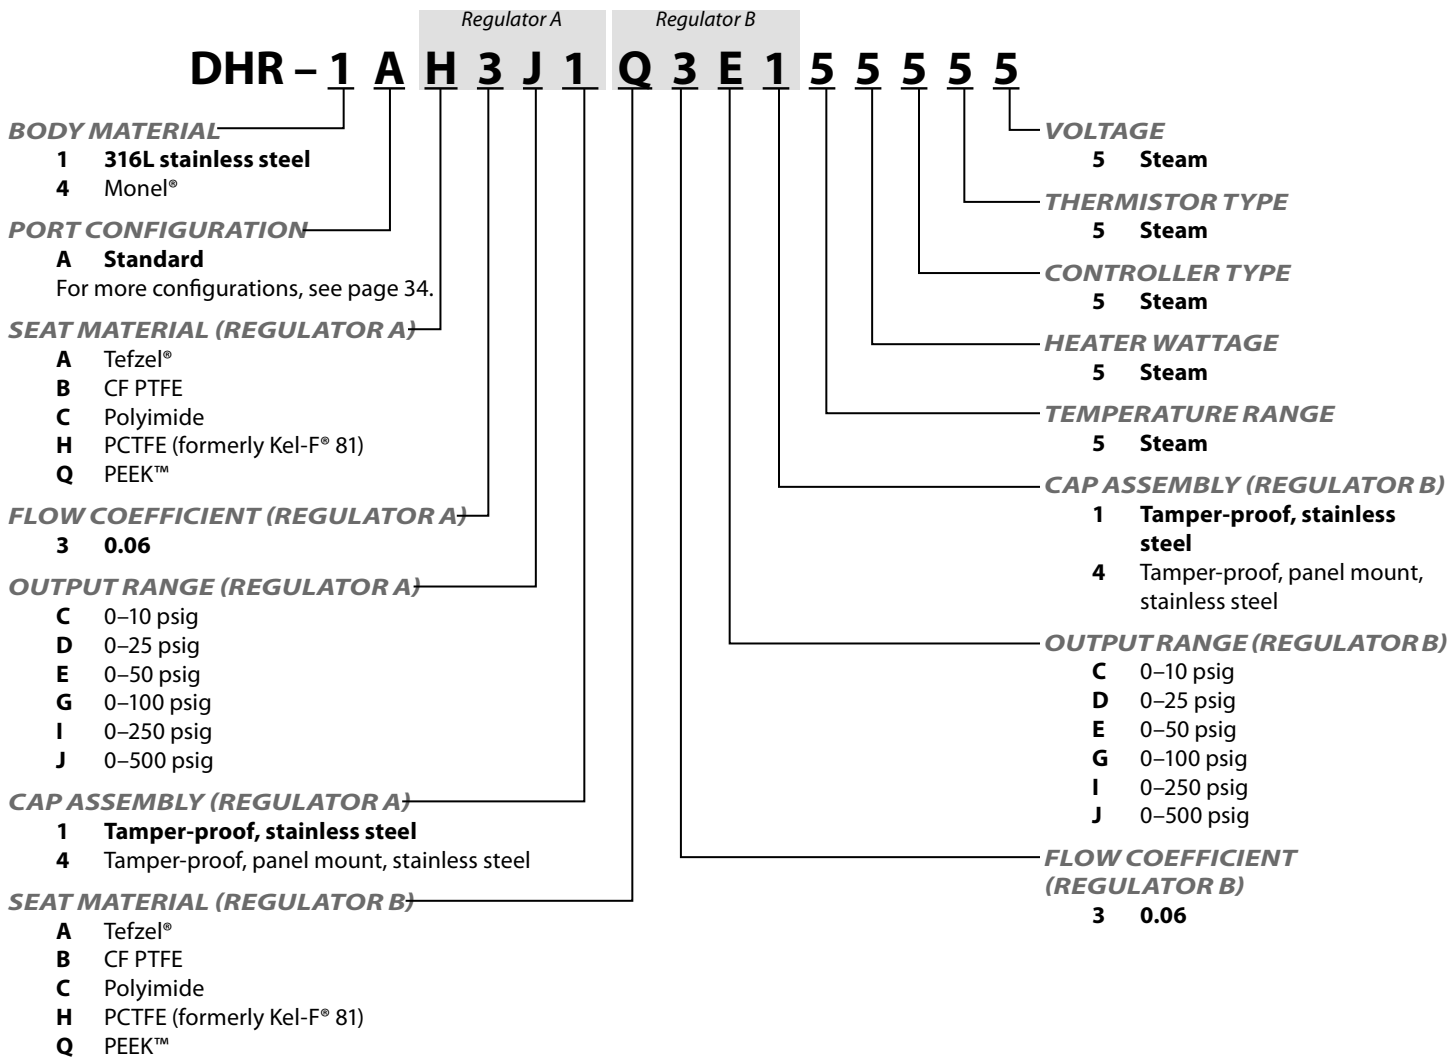 Regulator A
Regulator B
DHR – 1 A H 3 J 1 Q 3 E 1 5 5 5 5 5
BODY MATERIAL
1 316L stainless steel
4 Monel®
PORT CONFIGURATION
A Standard
For more configurations, see page 34.
SEAT MATERIAL (REGULATOR A)
A Tefzel®
B CF PTFE
C Polyimide
H PCTFE (formerly Kel-F® 81)
Q PEEK™
FLOW COEFFICIENT (REGULATOR A)
3 0.06
OUTPUT RANGE (REGULATOR A)
C 0–10 psig
D 0–25 psig
E 0–50 psig
G 0–100 psig
I 0–250 psig
J 0–500 psig
CAP ASSEMBLY (REGULATOR A)
1 Tamper-proof, stainless steel
4 Tamper-proof, panel mount, stainless steel
SEAT MATERIAL (REGULATOR B)
A Tefzel®
B CF PTFE
C Polyimide
H PCTFE (formerly Kel-F® 81)
Q PEEK™
VOLTAGE
5 Steam
THERMISTOR TYPE
5 Steam
CONTROLLER TYPE
5 Steam
HEATER WATTAGE
5 Steam
TEMPERATURE RANGE
5 Steam
CAP ASSEMBLY (REGULATOR B)
1 Tamper-proof, stainless
steel
4 Tamper-proof, panel mount,
stainless steel
OUTPUT RANGE (REGULATOR B)
C 0–10 psig
D 0–25 psig
E 0–50 psig
G 0–100 psig
I 0–250 psig
J 0–500 psig
FLOW COEFFICIENT
(REGULATOR B)
3 0.06